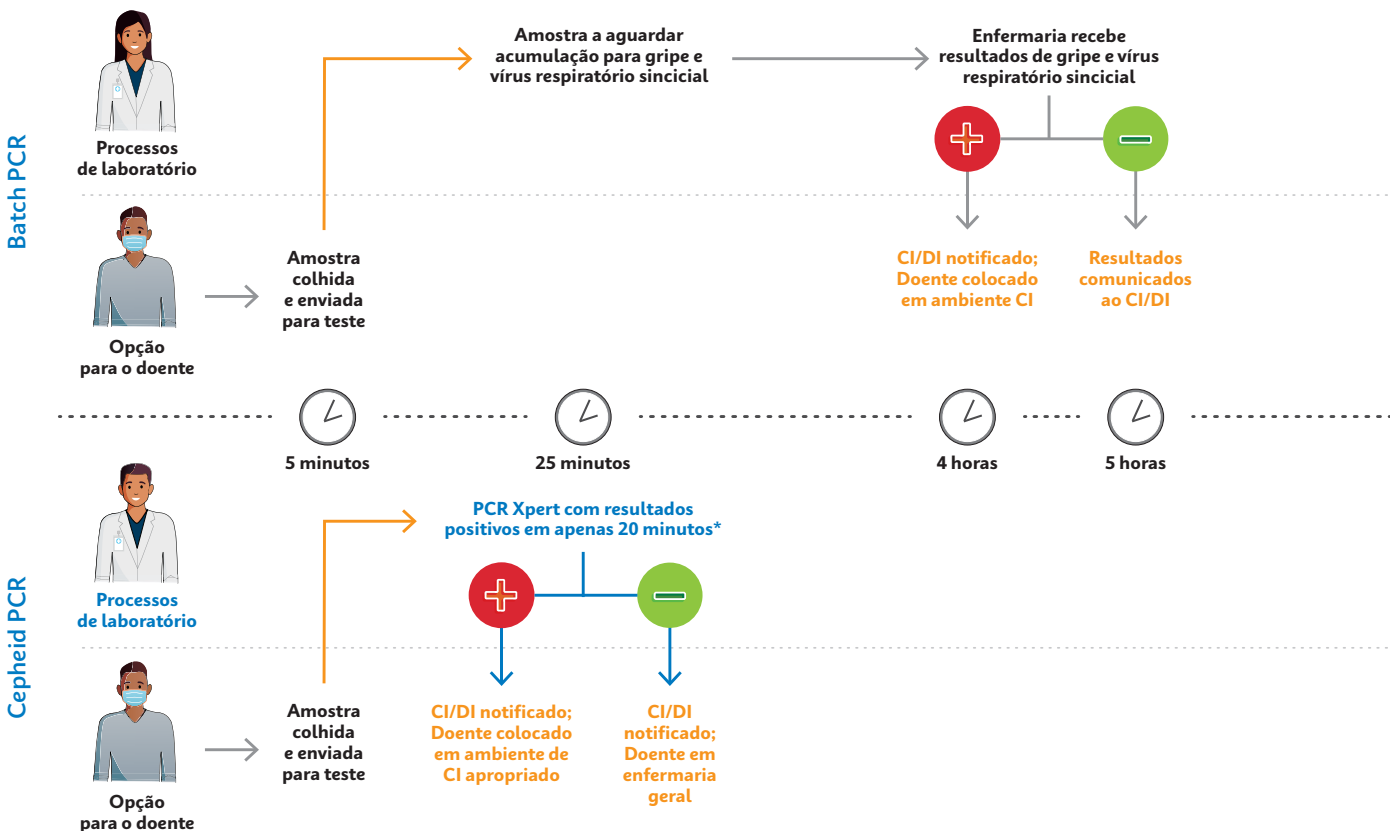 Batch PCR
Processos
de laboratório
Amostra a aguardar
acumulação para gripe e
vírus respiratório sincicial
Enfermaria recebe
resultados de gripe e vírus
respiratório sincicial
Opção
para o doente
Amostra
colhida
e enviada
para teste
CI/DI notificado;
Doente colocado
em ambiente CI
Resultados
comunicados
ao CI/DI
5 minutos
25 minutos
4 horas
5 horas
Cepheid PCR
Processos
de laboratório
PCR Xpert com resultados
positivos em apenas 20 minutos*
Opção
para o doente
Amostra
colhida
e enviada
para teste
CI/DI notificado;
Doente colocado
em ambiente de
CI apropriado
CI/DI
notificado;
Doente em
enfermaria
geral